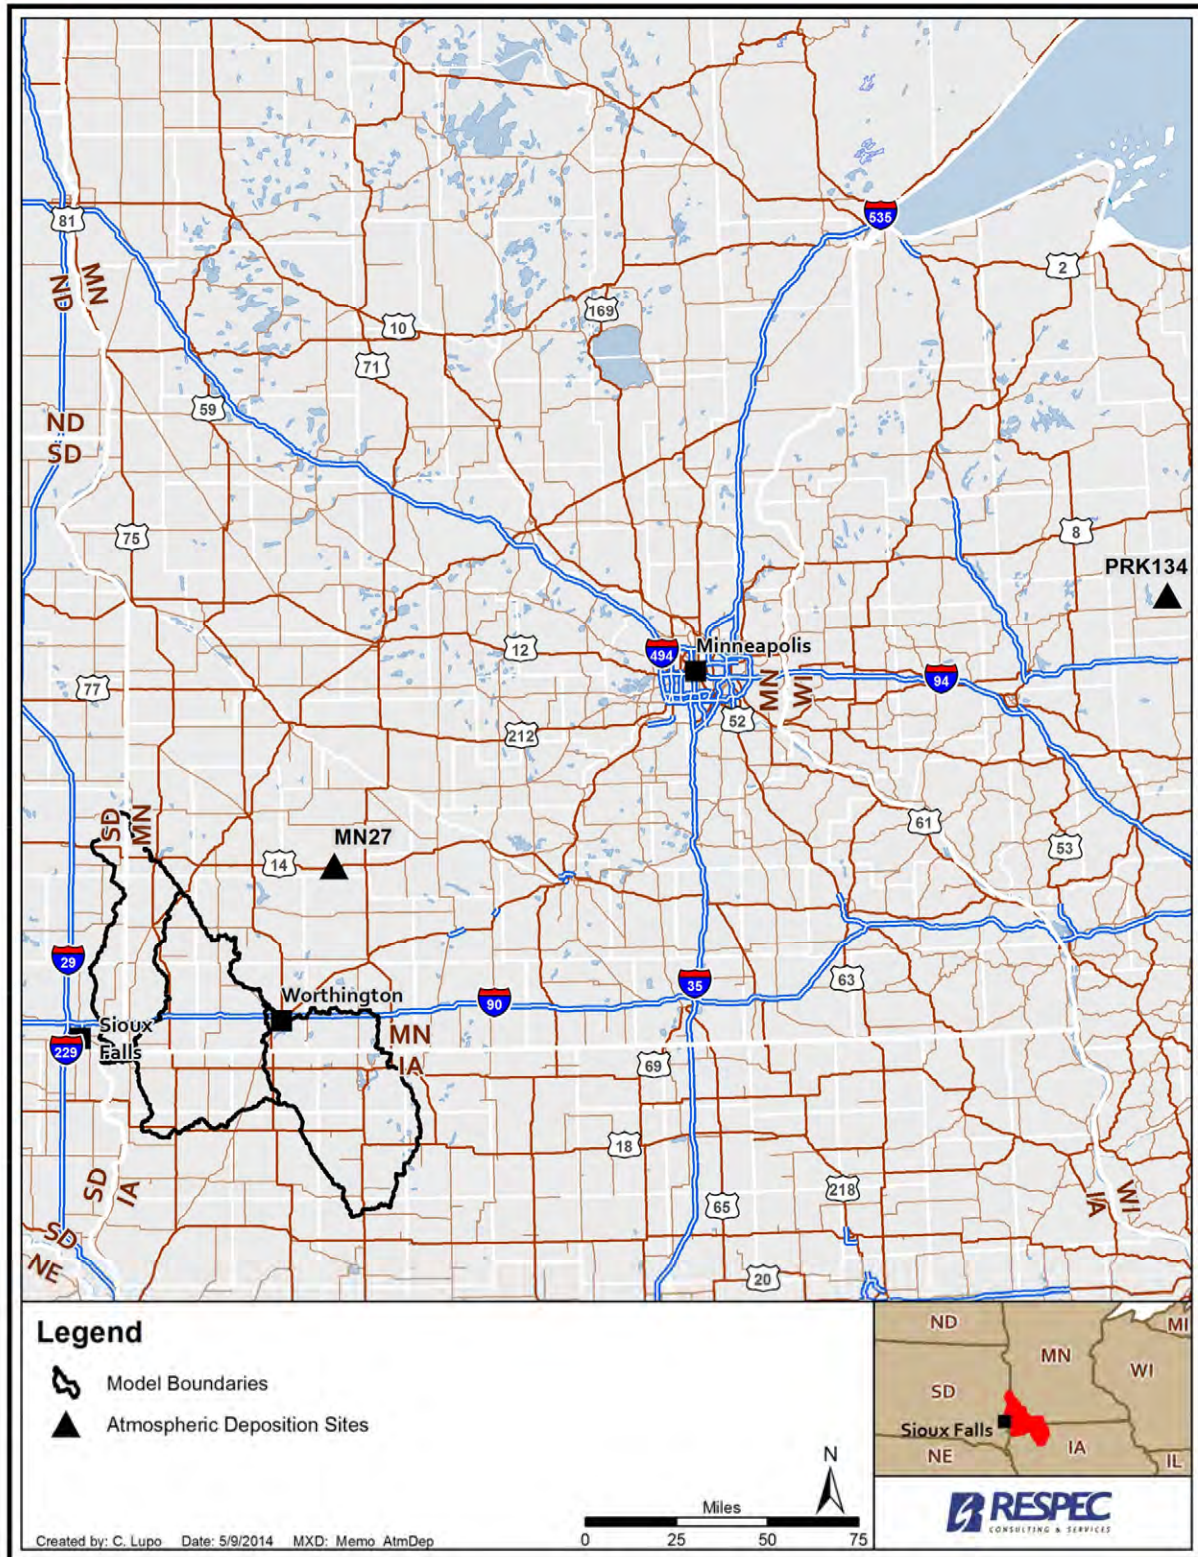 535
81
2
MN
ND
169
10
71
59
ND
SD
75
8
PRK134
12
494
Minneapolis
94
77
MN
WI
52
212
61
SD
MN
MN27
14
53
29
63
35
Worthington
90
Sioux
Falls
229
MN
IA
69
18
218
65
SD
IA
IA
WI
SD
NE
20
Legend
Model Boundaries
Atmospheric Deposition Sites
N
Miles
0 25 50 75
Created by: C. Lupo Date: 5/9/2014 MXD: Memo AtmDep
ND
MI
MN
WI
SD
Sioux Falls
NE
IA
IL
RESPEC
CONSULTING & SERVICES